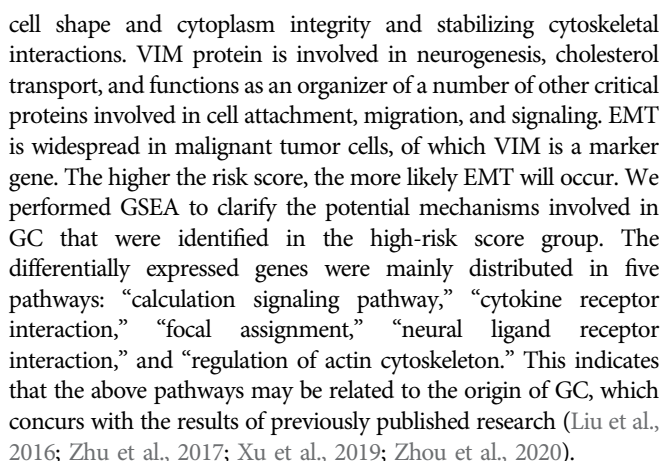 cell shape and cytoplasm integrity and stabilizing cytoskeletal
interactions. VIM protein is involved in neurogenesis, cholesterol
transport, and functions as an organizer of a number of other critical
proteins involved in cell attachment, migration, and signaling. EMT
is widespread in malignant tumor cells, of which VIM is a marker
gene. The higher the risk score, the more likely EMT will occur. We
performed GSEA to clarify the potential mechanisms involved in
GC that were identified in the high-risk score group. The
differentially expressed genes were mainly distributed in five
pathways: “calculation signaling pathway,” “cytokine receptor
interaction,” “focal assignment,” “neural ligand receptor
interaction,” and “regulation of actin cytoskeleton.” This indicates
that the above pathways may be related to the origin of GC, which
concurs with the results of previously published research (Liu et al.,
2016; Zhu et al., 2017; Xu et al., 2019; Zhou et al., 2020).